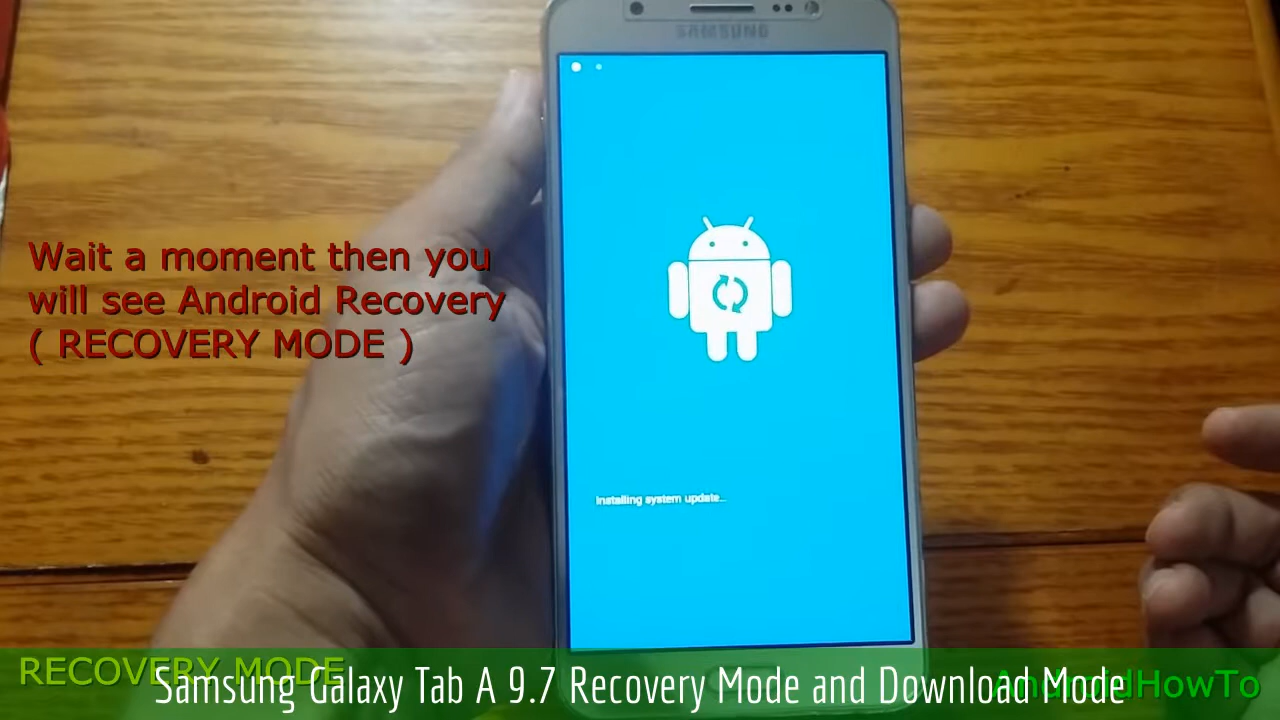 SAMSUNG
Wait a moment then you
will see Android Recovery
( RECOVERY MODE )
Installing system update...
RECOVERY MODE
Samsung Galaxy Tab A 9.7 Recovery Mode and Download Mode
AndroidHowTo